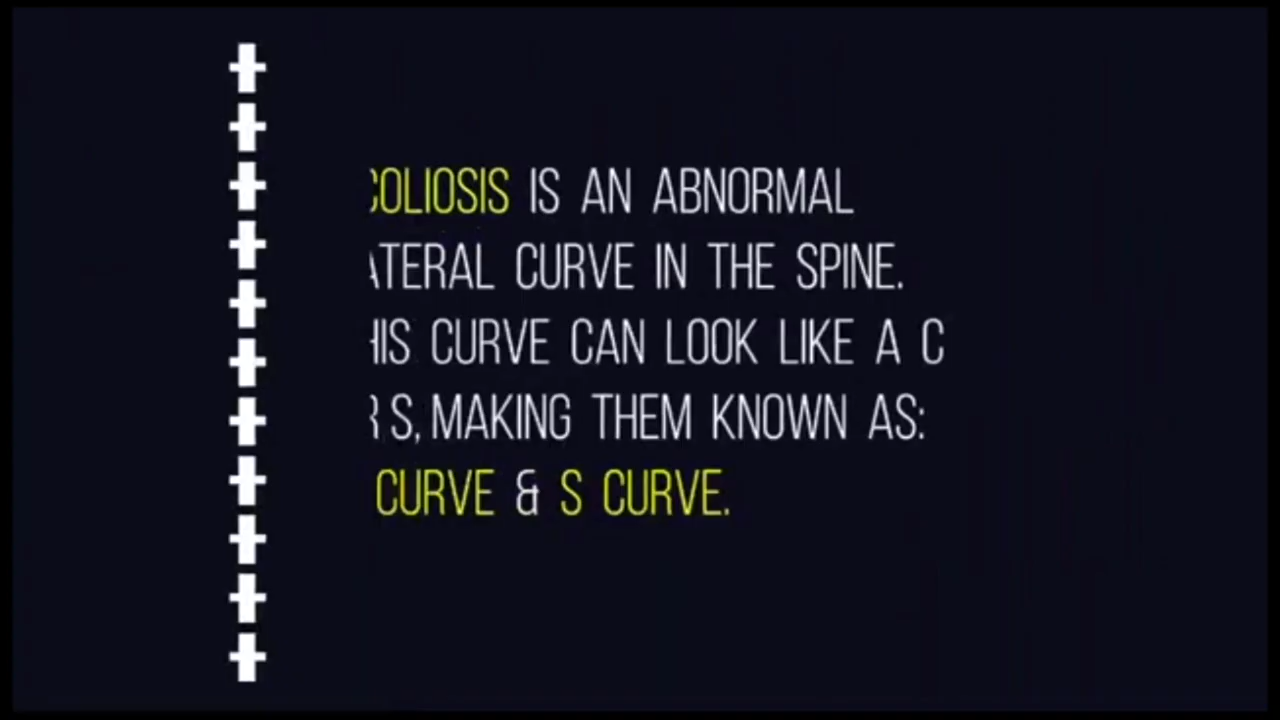 COLIOSIS IS AN ABNORMAL
ATERAL CURVE IN THE SPINE.
HIS CURVE CAN LOOK LIKE A C
R S, MAKING THEM KNOWN AS:
CURVE & S CURVE.